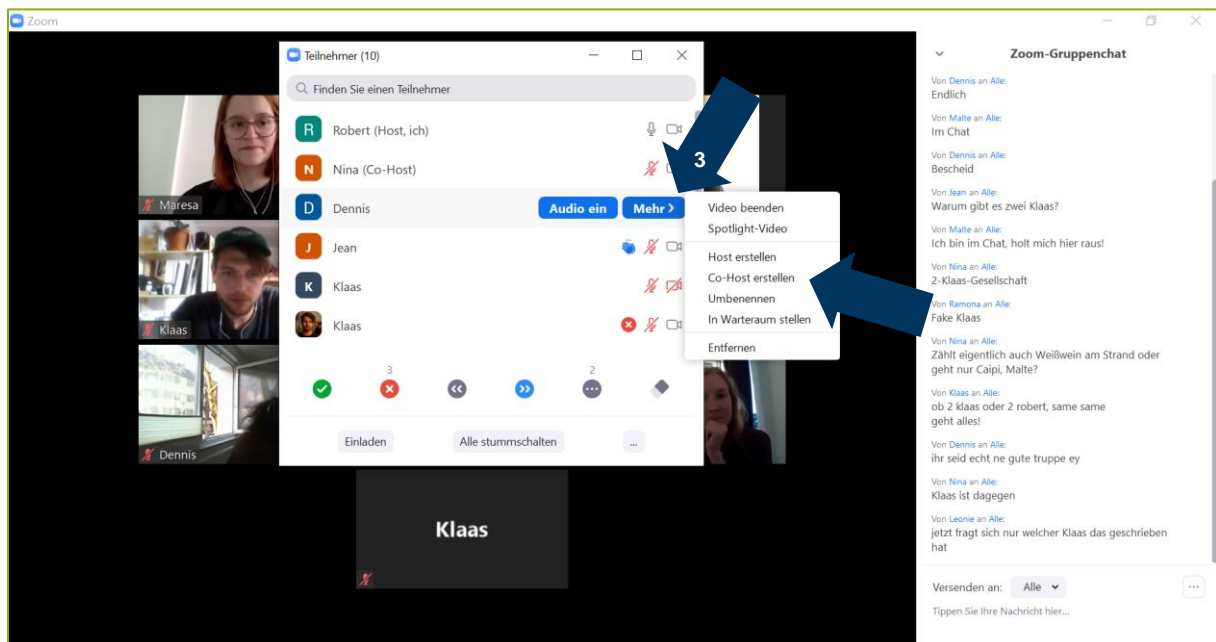 Zoom
Teilnehmer (10)
Finden Sie einen Teilnehmer
R Robert (Host, ich)
N Nina (Co-Host)
D Dennis Audio ein Mehr >
J Jean
K Klaas
Klaas
3
Video beenden
Spotlight-Video
Host erstellen
Co-Host erstellen
Umbenennen
In Warteraum stellen
Entfernen
3 2
Einladen Alle stummschalten ...
Maresa
Klaas
Dennis
Klaas
Zoom-Gruppenchat
Von Dennis an Alle:
Endlich
Von Malte an Alle:
Im Chat
Von Dennis an Alle:
Bescheid
Von Jean an Alle:
Warum gibt es zwei Klaas?
Von Malte an Alle:
Ich bin im Chat, holt mich hier raus!
Von Nina an Alle:
2-Klaas-Gesellschaft
Von Ramona an Alle:
Fake Klaas
Von Nina an Alle:
Zählt eigentlich auch Weißwein am Strand oder
geht nur Caipi, Malte?
Von Klaas an Alle:
ob 2 klaas oder 2 robert, same same
geht alles!
Von Dennis an Alle:
ihr seid echt ne gute truppe ey
Von Nina an Alle:
Klaas ist dagegen
Von Leonie an Alle:
jetzt fragt sich nur welcher Klaas das geschrieben
hat
Versenden an: Alle
Tippen Sie Ihre Nachricht hier...